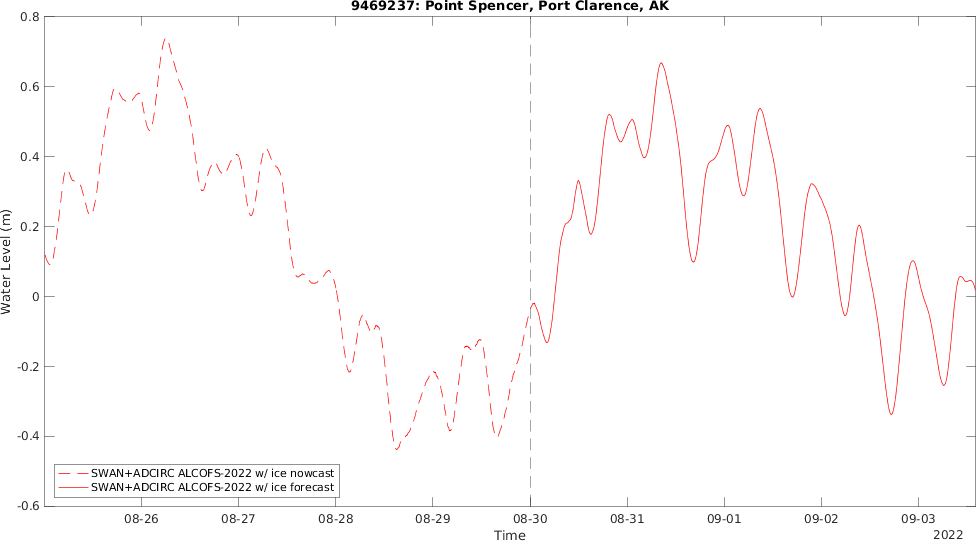 9469237: Point Spencer, Port Clarence, AK
0.8
0.6
0.4
0.2
0
-0.2
-0.4
-0.6
Water Level (m)
SWAN+ADCIRC ALCOFS-2022 w/ ice nowcast
SWAN+ADCIRC ALCOFS-2022 w/ ice forecast
08-26 08-27 08-28 08-29 08-30 08-31 09-01 09-02 09-03
Time
2022